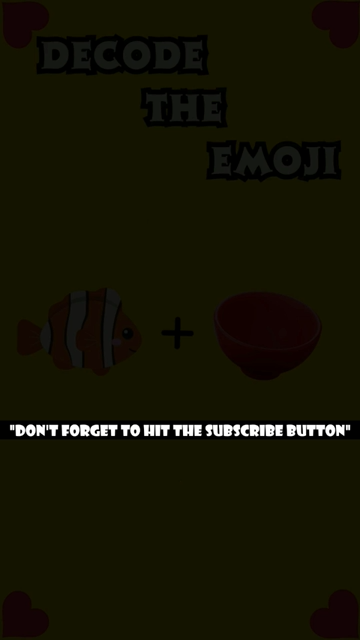 DECODE
THE
EMOJI
"DON'T FORGET TO HIT THE SUBSCRIBE BUTTON"